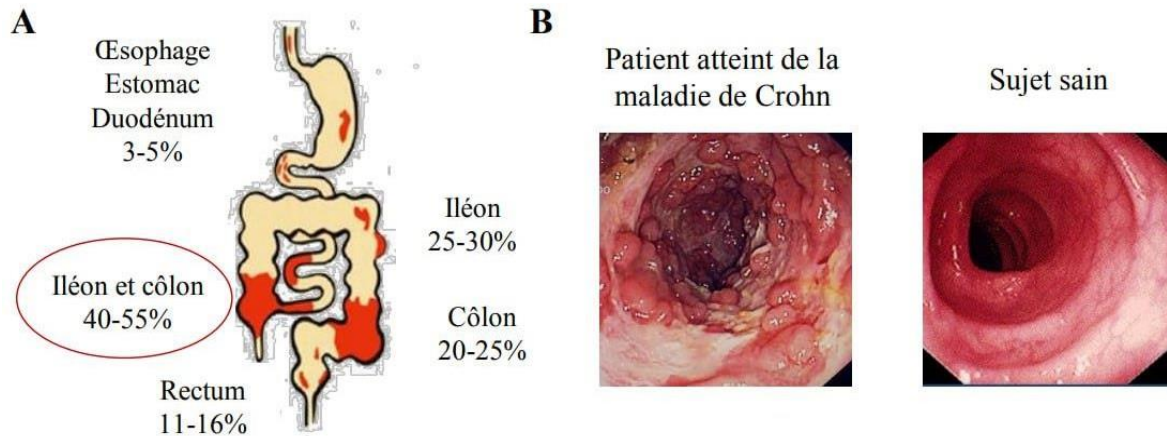 A
Œsophage
Estomac
Duodénum
3-5%
Iléon
25-30%
Iléon et côlon
40-55%
Côlon
20-25%
Rectum
11-16%
B
Patient atteint de la
maladie de Crohn
Sujet sain